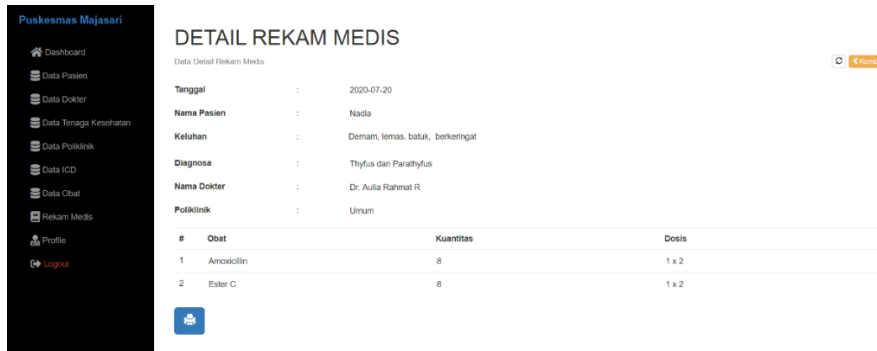 Puskesmas Majasari
Dashboard
Data Pasien
Data Dokter
Data Tenaga Kesehatan
Data Poliklinik
Data ICD
Data Obat
Rekam Medis
Profile
Logout
DETAIL REKAM MEDIS
Data Detail Rekam Medis
Tanggal : 2020-07-20
Nama Pasien : Nadia
Keluhan : Demam, lemas, batuk, berkeringat
Diagnosa : Thyfus dan Parathyfus
Nama Dokter : Dr. Aulia Rahmat R
Poliklinik : Umum
# Obat Kuantitas Dosis
1 Amoxicillin 8 1 x 2
2 Ester C 8 1 x 2